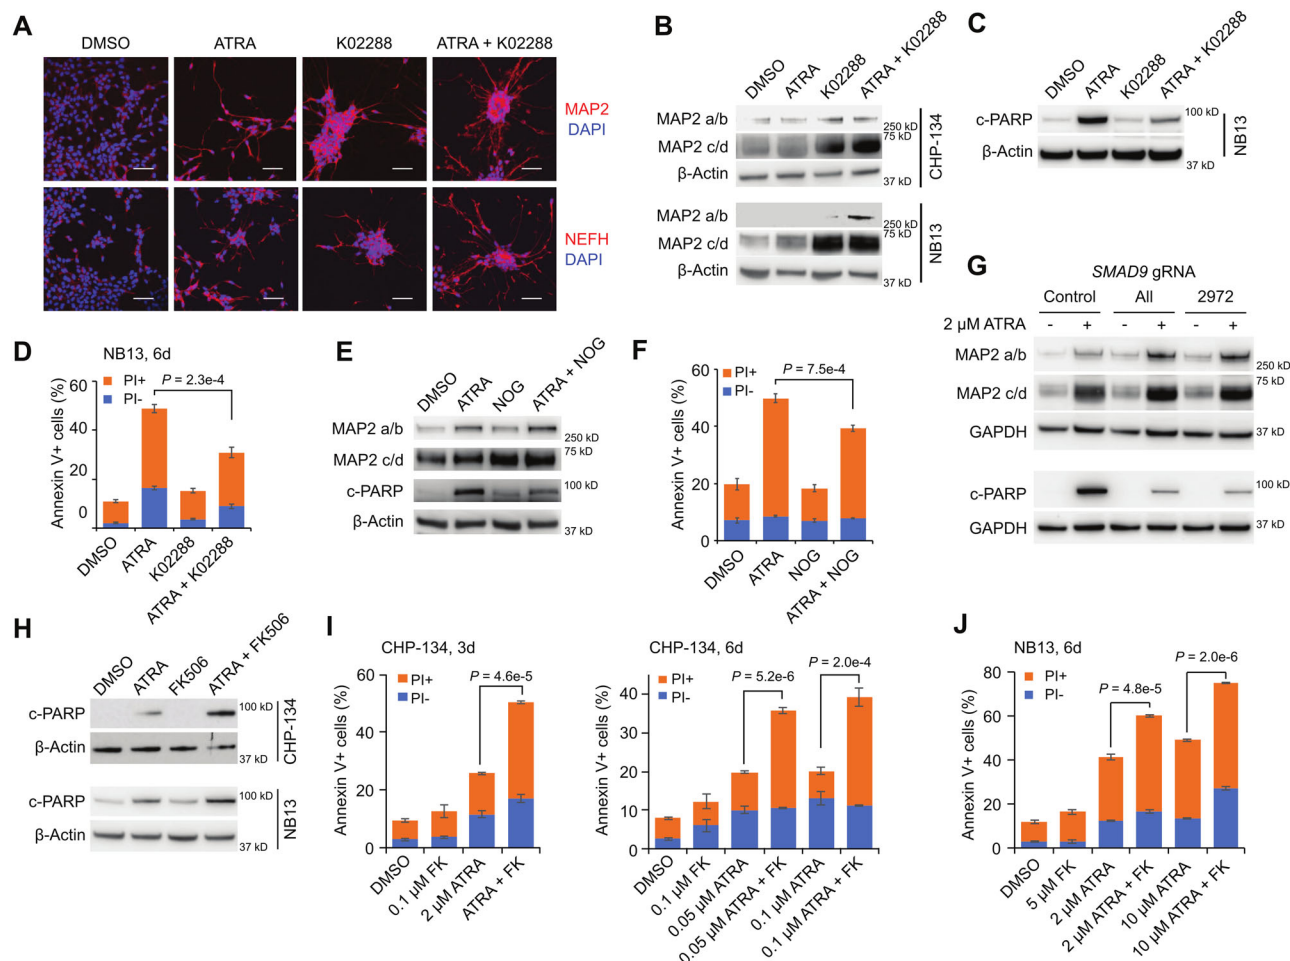 A
DMSO
ATRA
K02288
ATRA + K02288
MAP2
DAPI
NEFH
DAPI
B
DMSO
ATRA
K02288
ATRA + K02288
MAP2 a/b
250 kD
75 kD
MAP2 c/d
β-Actin
37 kD
CHP-134
MAP2 a/b
250 kD
75 kD
MAP2 c/d
β-Actin
37 kD
NB13
C
DMSO
ATRA
K02288
ATRA + K02288
c-PARP
100 kD
β-Actin
37 kD
NB13
D
NB13, 6d
Annexin V+ cells (%)
60
40
20
0
PI+
PI-
P = 2.3e-4
DMSO
ATRA
K02288
ATRA + K02288
E
DMSO
ATRA
NOG
ATRA + NOG
MAP2 a/b
250 kD
MAP2 c/d
75 kD
c-PARP
100 kD
β-Actin
37 kD
F
Annexin V+ cells (%)
60
40
20
0
PI+
PI-
P = 7.5e-4
DMSO
ATRA
NOG
ATRA + NOG
G
SMAD9 gRNA
Control
All
2972
2 µM ATRA
- + - + - +
MAP2 a/b
250 kD
MAP2 c/d
75 kD
GAPDH
37 kD
c-PARP
100 kD
GAPDH
37 kD
H
DMSO
ATRA
FK506
ATRA + FK506
c-PARP
100 kD
β-Actin
37 kD
CHP-134
c-PARP
100 kD
β-Actin
37 kD
NB13
I
CHP-134, 3d
Annexin V+ cells (%)
60
40
20
0
PI+
PI-
P = 4.6e-5
DMSO
0.1 µM FK
2 µM ATRA
ATRA + FK
CHP-134, 6d
Annexin V+ cells (%)
40
30
20
10
0
PI+
PI-
P = 5.2e-6
P = 2.0e-4
DMSO
0.1 µM FK
0.05 µM ATRA
0.05 µM ATRA + FK
0.1 µM ATRA
0.1 µM ATRA + FK
J
NB13, 6d
Annexin V+ cells (%)
80
60
40
20
0
PI+
PI-
P = 4.8e-5
P = 2.0e-6
DMSO
5 µM FK
2 µM ATRA
2 µM ATRA + FK
10 µM ATRA
10 µM ATRA + FK